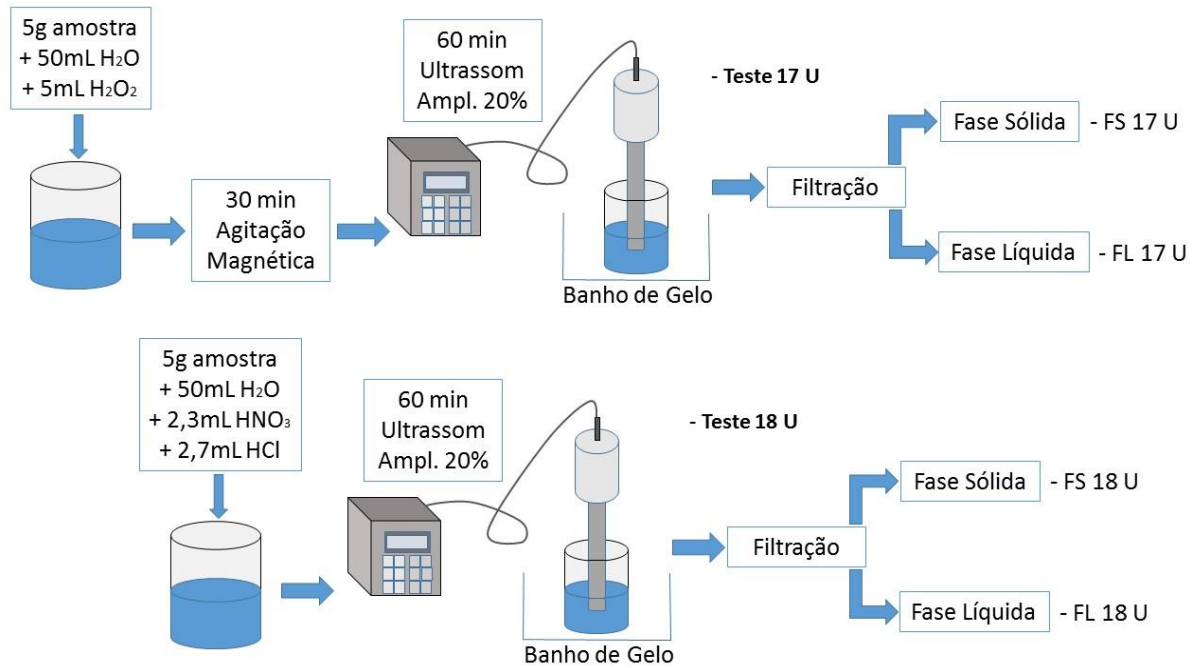 5g amostra
+ 50mL H₂O
+ 5mL H₂O₂
30 min
Agitação
Magnética
60 min
Ultrassom
Ampl. 20%
- Teste 17 U
Banho de Gelo
Filtração
Fase Sólida - FS 17 U
Fase Líquida - FL 17 U
5g amostra
+ 50mL H₂O
+ 2,3mL HNO₃
+ 2,7mL HCl
60 min
Ultrassom
Ampl. 20%
- Teste 18 U
Banho de Gelo
Filtração
Fase Sólida - FS 18 U
Fase Líquida - FL 18 U